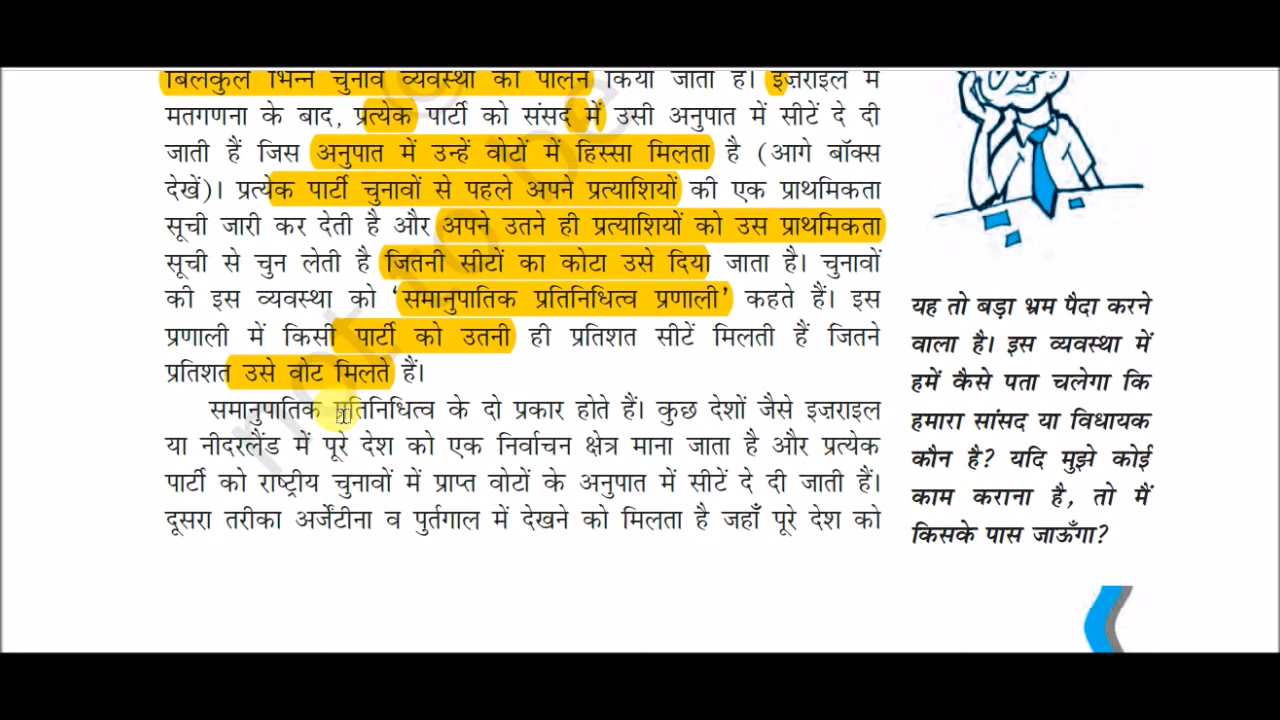 बिलकुल भिन्न चुनाव व्यवस्था का पालन किया जाता है। इज़राइल में
मतगणना के बाद, प्रत्येक पार्टी को संसद में उसी अनुपात में सीटें दे दी
जाती हैं जिस अनुपात में उन्हें वोटों में हिस्सा मिलता है (आगे बॉक्स
देखें)। प्रत्येक पार्टी चुनावों से पहले अपने प्रत्याशियों की एक प्राथमिकता
सूची जारी कर देती है और अपने उतने ही प्रत्याशियों को उस प्राथमिकता
सूची से चुन लेती है जितनी सीटों का कोटा उसे दिया जाता है। चुनावों
की इस व्यवस्था को ‘समानुपातिक प्रतिनिधित्व प्रणाली’ कहते हैं। इस
प्रणाली में किसी पार्टी को उतनी ही प्रतिशत सीटें मिलती हैं जितने
प्रतिशत उसे वोट मिलते हैं।
समानुपातिक प्रतिनिधित्व के दो प्रकार होते हैं। कुछ देशों जैसे इज़राइल
या नीदरलैंड में पूरे देश को एक निर्वाचन क्षेत्र माना जाता है और प्रत्येक
पार्टी को राष्ट्रीय चुनावों में प्राप्त वोटों के अनुपात में सीटें दे दी जाती हैं।
दूसरा तरीका अर्जेंटीना व पुर्तगाल में देखने को मिलता है जहाँ पूरे देश को
यह तो बड़ा भ्रम पैदा करने
वाला है। इस व्यवस्था में
हमें कैसे पता चलेगा कि
हमारा सांसद या विधायक
कौन है? यदि मुझे कोई
काम कराना है, तो मैं
किसके पास जाऊँगा?